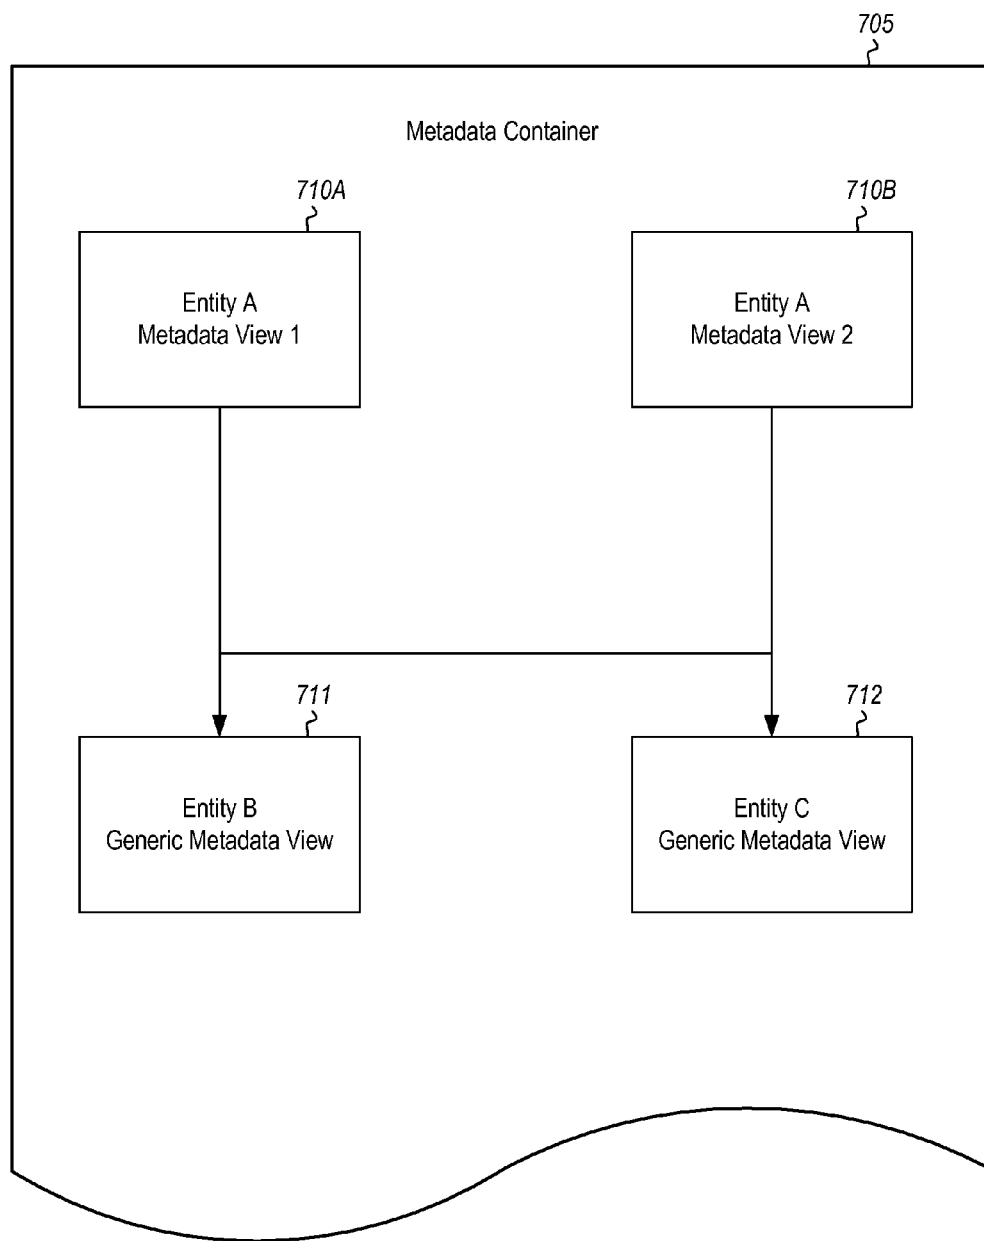 705
Metadata Container
710A
710B
Entity A
Metadata View 1
Entity A
Metadata View 2
711
712
Entity B
Generic Metadata View
Entity C
Generic Metadata View